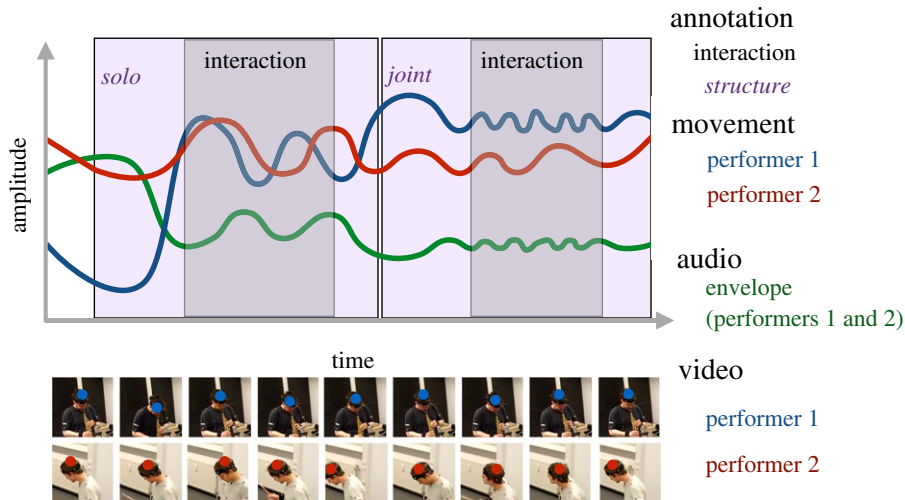 annotation
interaction
structure
solo
interaction
joint
interaction
movement
performer 1
performer 2
amplitude
audio
envelope
(performers 1 and 2)
time
video
performer 1
performer 2